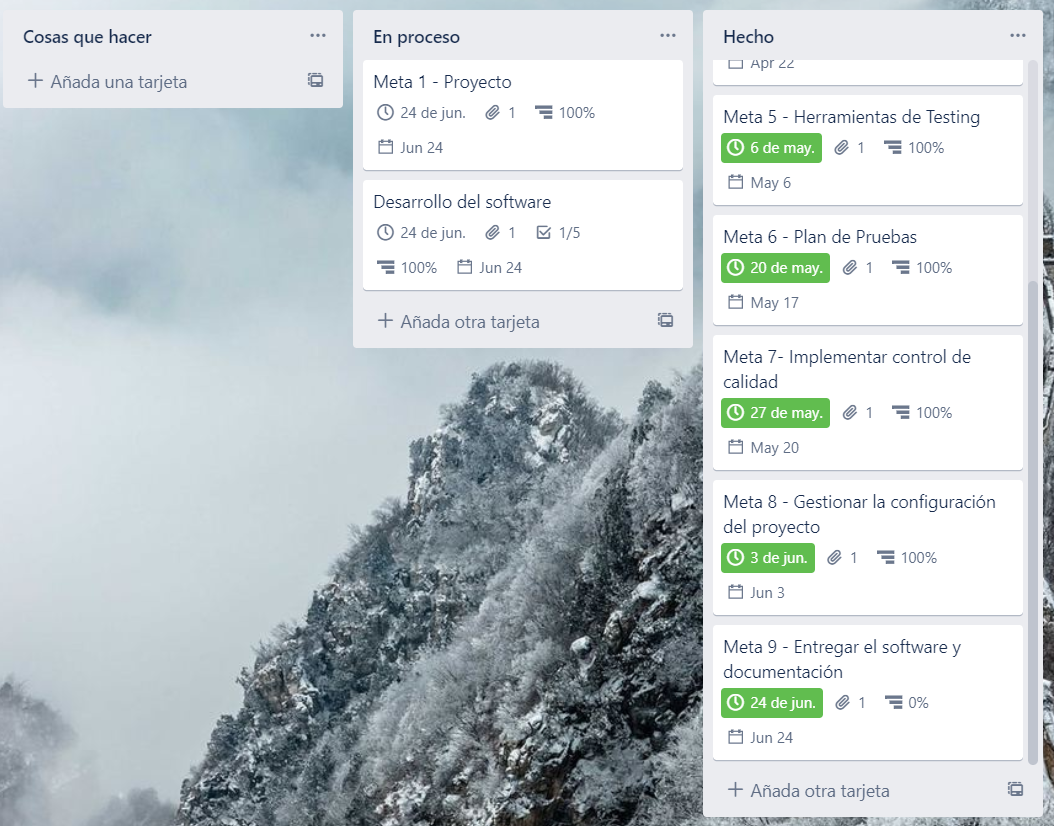 Cosas que hacer
Añada una tarjeta
En proceso
Meta 1 - Proyecto
24 de jun. 1 100%
Jun 24
Desarrollo del software
24 de jun. 1 1/5
100% Jun 24
Añada otra tarjeta
Hecho
Apr 22
Meta 5 - Herramientas de Testing
6 de may. 1 100%
May 6
Meta 6 - Plan de Pruebas
20 de may. 1 100%
May 17
Meta 7- Implementar control de
calidad
27 de may. 1 100%
May 20
Meta 8 - Gestionar la configuración
del proyecto
3 de jun. 1 100%
Jun 3
Meta 9 - Entregar el software y
documentación
24 de jun. 1 0%
Jun 24
Añada otra tarjeta